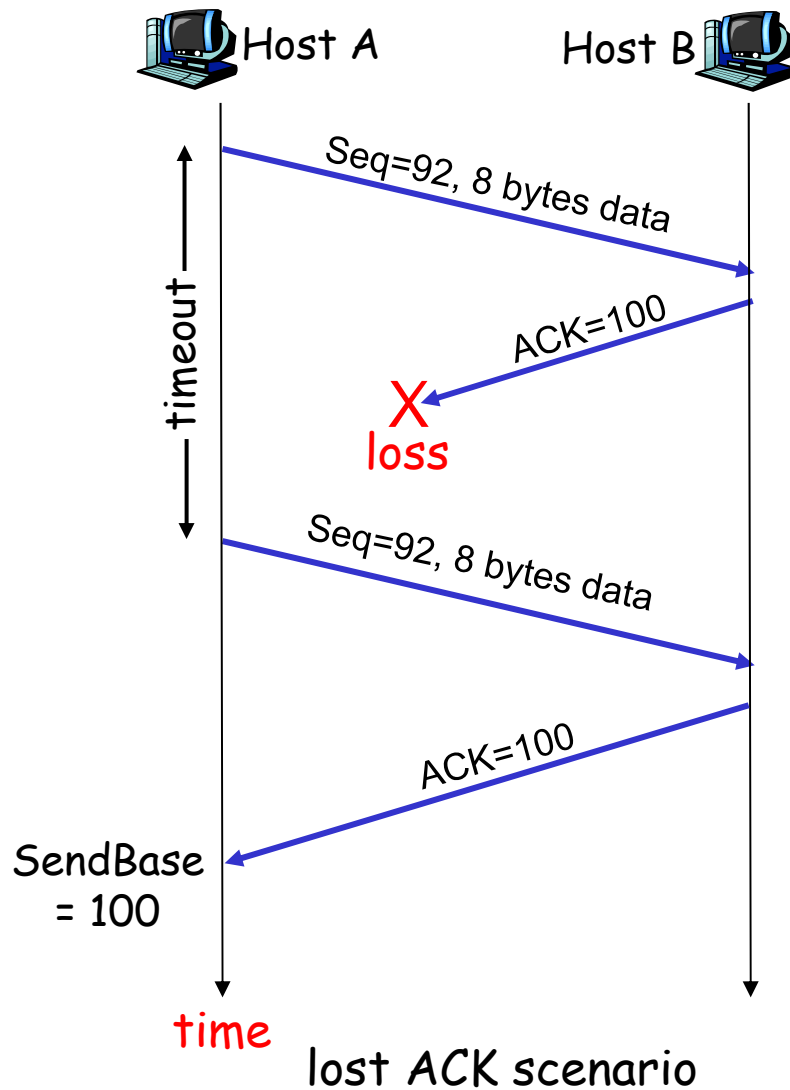 Host A
Host B
Seq=92, 8 bytes data
timeout
ACK=100
X
loss
Seq=92, 8 bytes data
ACK=100
SendBase
= 100
time
lost ACK scenario